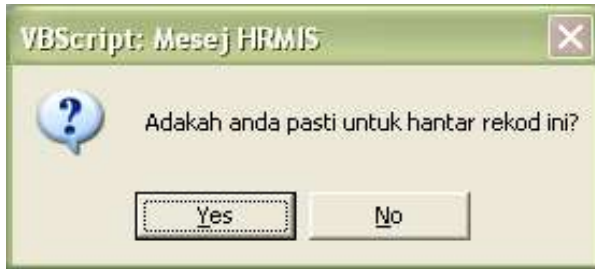 VBScript: Mesej HRMIS
Adakah anda pasti untuk hantar rekod ini?
Yes No